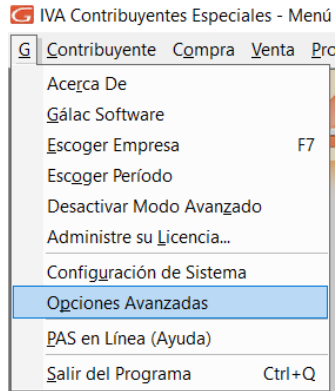 IVA Contribuyentes Especiales - Menú
G Contribuyente Compra Venta Pro
Acerca De
Gálac Software
Escoger Empresa F7
Escoger Período
Desactivar Modo Avanzado
Administre su Licencia...
Configuración de Sistema
Opciones Avanzadas
PAS en Línea (Ayuda)
Salir del Programa Ctrl+Q